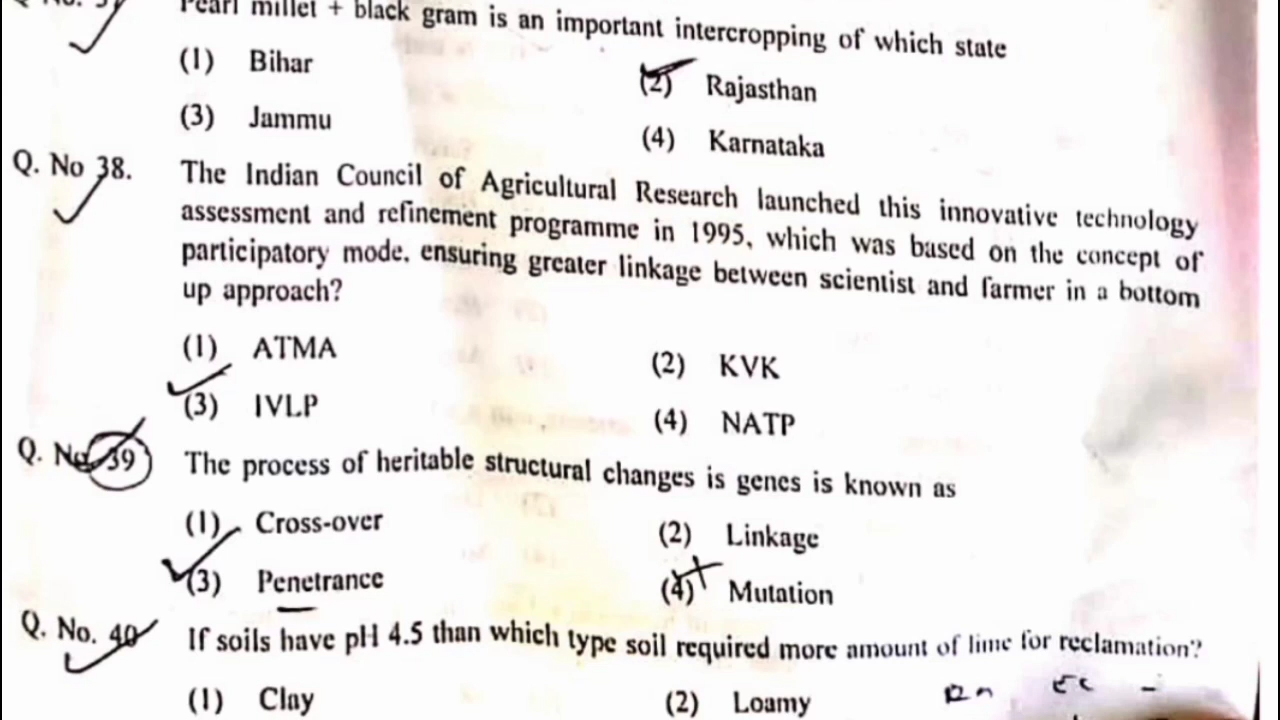 Pearl millet + black gram is an important intercropping of which state
(1) Bihar
(2) Rajasthan
(3) Jammu
(4) Karnataka
Q. No 38. The Indian Council of Agricultural Research launched this innovative technology
assessment and refinement programme in 1995, which was based on the concept of
participatory mode. ensuring greater linkage between scientist and farmer in a bottom
up approach?
(1) ATMA
(2) KVK
(3) IVLP
(4) NATP
Q. No 39 The process of heritable structural changes is genes is known as
(1) Cross-over
(2) Linkage
(3) Penetrance
(4) Mutation
Q. No. 40 If soils have pH 4.5 than which type soil required more amount of lime for reclamation?
(1) Clay
(2) Loamy